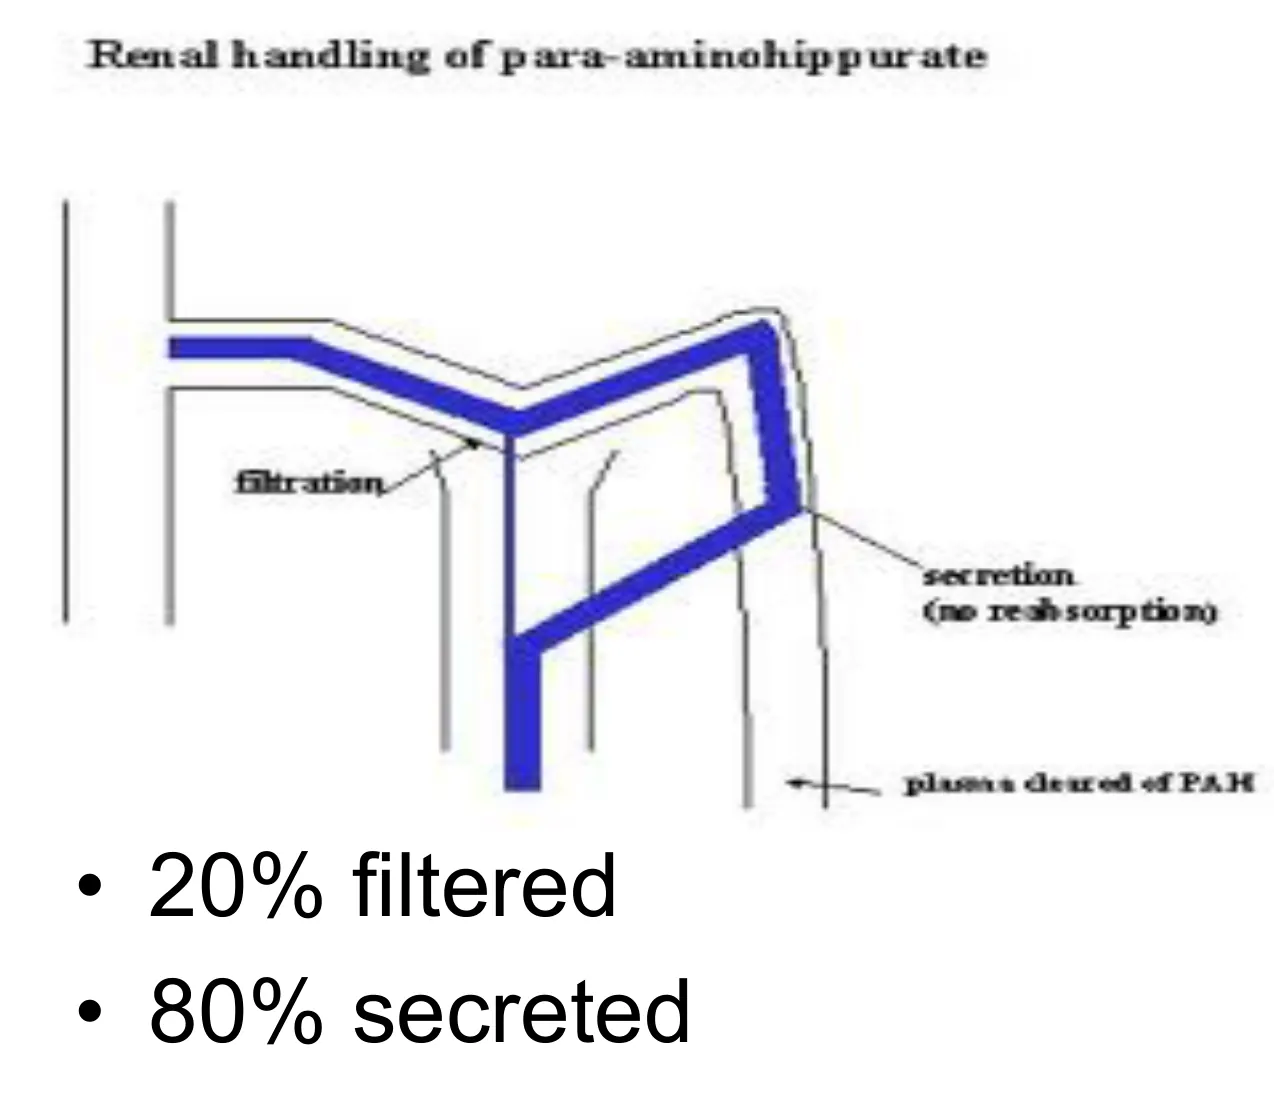 Renal handling of para-aminohippurate
filtration
secretion
(no reabsorption)
plasma cleared of PAH
• 20% filtered
• 80% secreted